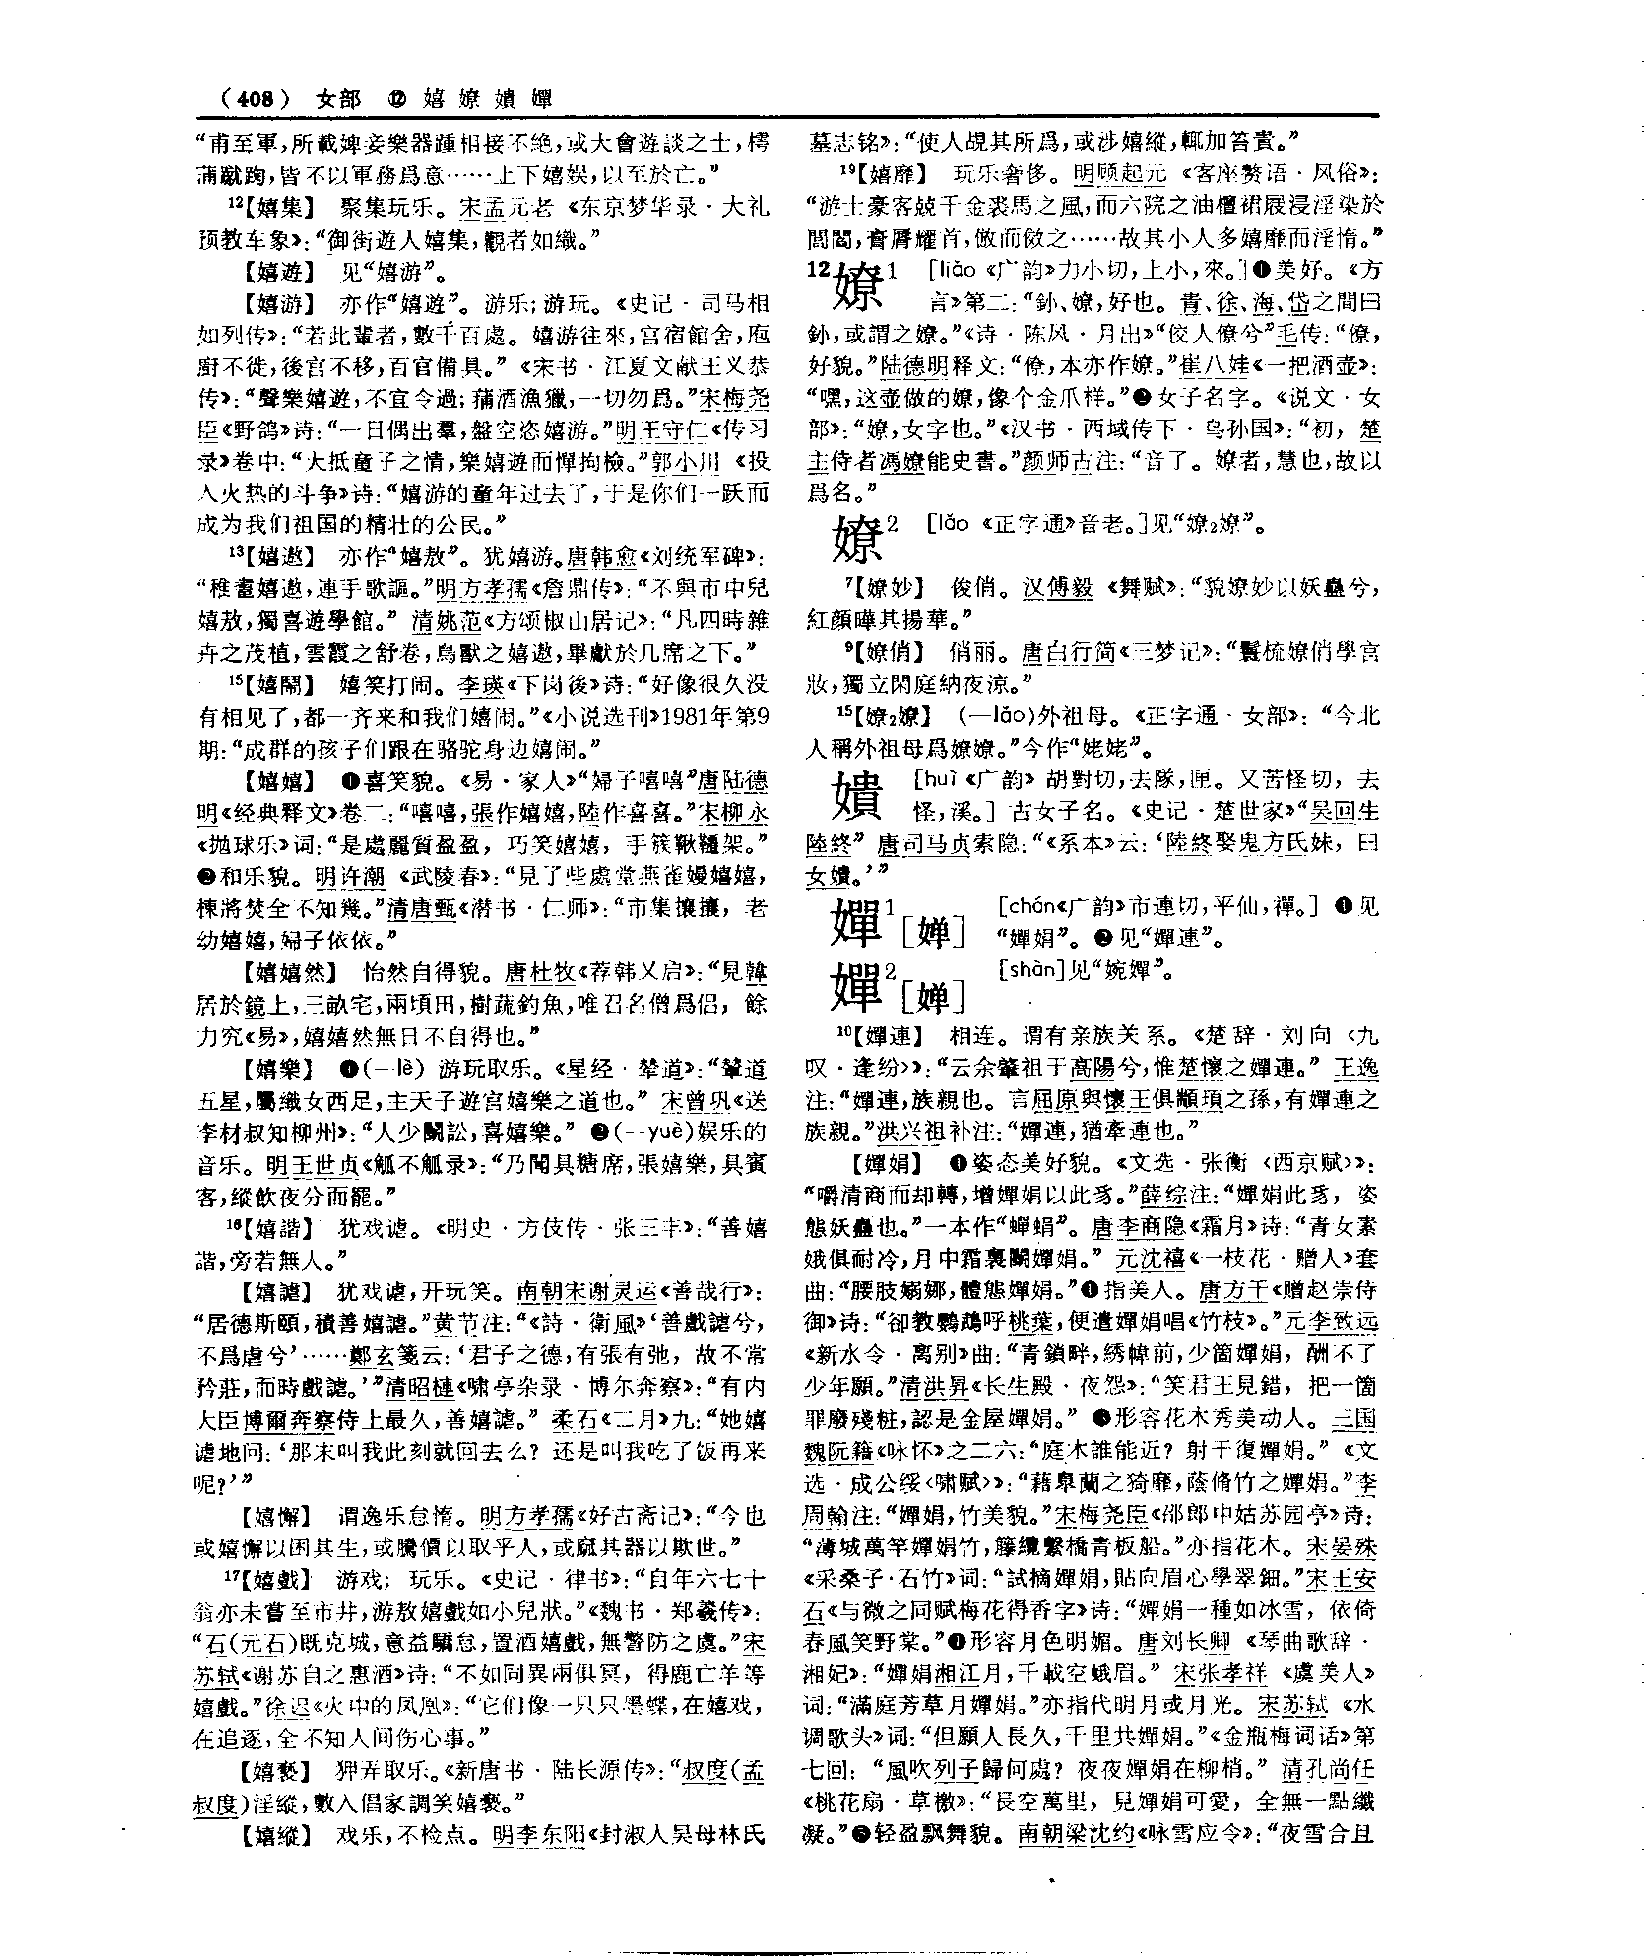 （408） 女部 ⑫ 嬉 嫽 嬇 嬋
“甫至軍，所載婢妾樂器踵相接不絶，或大會遊談之士，樗
蒲蹴踘，皆不以軍務爲意……上下嬉娱，以至於亡。”
12【嬉集】 聚集玩乐。宋孟元老《东京梦华录·大礼
预教车象》：“御街遊人嬉集，觀者如織。”
【嬉遊】 见“嬉游”。
【嬉游】 亦作“嬉遊”。游乐；游玩。《史记·司马相
如列传》：“若此輩者，數千百處。嬉游往來，宫宿館舍，庖
廚不徙，後宫不移，百官備具。”《宋书·江夏文献王义恭
传》：“聲樂嬉遊，不宜令過；蒱酒漁獵，一切勿爲。”宋梅尧
臣《野鸽》诗：“一日偶出羣，盤空恣嬉游。”明王守仁《传习
录》卷中：“大抵童子之情，樂嬉遊而憚拘檢。”郭小川《投
入火热的斗争》诗：“嬉游的童年过去了，于是你们一跃而
成为我们祖国的精壮的公民。”
13【嬉遨】 亦作“嬉敖”。犹嬉游。唐韩愈《刘统军碑》：
“稚耋嬉遨，連手歌謳。”明方孝孺《詹鼎传》：“不與市中兒
嬉敖，獨喜遊學館。”清姚范《方颂椒山居记》：“凡四時雜
卉之茂植，雲霞之舒卷，鳥獸之嬉遨，畢獻於几席之下。”
15【嬉鬧】 嬉笑打闹。李瑛《下岗後》诗：“好像很久没
有相见了，都一齐来和我们嬉闹。”《小说选刊》1981年第9
期：“成群的孩子们跟在骆驼身边嬉闹。”
【嬉嬉】 ❶喜笑貌。《易·家人》“婦子嘻嘻”唐陆德
明《经典释文》卷二：“嘻嘻，張作嬉嬉，陸作喜喜。”宋柳永
《抛球乐》词：“是處麗質盈盈，巧笑嬉嬉，手簇鞦韆架。”
❷和乐貌。明许潮《武陵春》：“見了些處堂燕雀嫚嬉嬉，
棟將焚全不知幾。”清唐甄《潜书·仁师》：“市集攘攘，老
幼嬉嬉，婦子依依。”
【嬉嬉然】 怡然自得貌。唐杜牧《荐韩乂启》：“見韓
居於鏡上，三畝宅，兩頃田，樹蔬釣魚，唯召名僧爲侣，餘
力究《易》，嬉嬉然無日不自得也。”
【嬉樂】 ❶（—lè）游玩取乐。《星经·辇道》：“輦道
五星，屬織女西足，主天子遊宫嬉樂之道也。”宋曾巩《送
李材叔知柳州》：“人少鬭訟，喜嬉樂。”❷（—yuè）娱乐的
音乐。明王世贞《觚不觚录》：“乃聞具糖席，張嬉樂，具賓
客，縱飲夜分而罷。”
16【嬉諧】 犹戏谑。《明史·方伎传·张三丰》：“善嬉
諧，旁若無人。”
【嬉謔】 犹戏谑，开玩笑。南朝宋谢灵运《善哉行》：
“居德斯頤，積善嬉謔。”黄节注：“《詩·衛風》‘善戲謔兮，
不爲虐兮’……鄭玄箋云：‘君子之德，有張有弛，故不常
矜莊，而時戲謔。’”清昭槤《啸亭杂录·博尔奔察》：“有内
大臣博爾奔察侍上最久，善嬉謔。”柔石《二月》九：“她嬉
谑地问：‘那末叫我此刻就回去么？还是叫我吃了饭再来
呢？’”
【嬉懈】 谓逸乐怠惰。明方孝孺《好古斋记》：“今也
或嬉懈以困其生，或騰價以取乎人，或窳其器以欺世。”
17【嬉戲】 游戏；玩乐。《史记·律书》：“自年六七十
翁亦未嘗至市井，游敖嬉戲如小兒狀。”《魏书·郑羲传》：
“石（元石）既克城，意益驕怠，置酒嬉戲，無警防之虞。”宋
苏轼《谢苏自之惠酒》诗：“不如同異兩俱冥，得鹿亡羊等
嬉戲。”徐迟《火中的凤凰》：“它们像一只只墨蝶，在嬉戏，
在追逐，全不知人间伤心事。”
【嬉褻】 狎弄取乐。《新唐书·陆长源传》：“叔度（孟
叔度）淫縱，數入倡家調笑嬉褻。”
【嬉縱】 戏乐，不检点。明李东阳《封淑人吴母林氏
墓志铭》：“使人覘其所爲，或涉嬉縱，輒加笞責。”
19【嬉靡】 玩乐奢侈。明顾起元《客座赘语·风俗》：
“游士豪客兢千金裘馬之風，而六院之油檀裙屐浸淫染於
閭閻，膏脣耀首，倣而傚之……故其小人多嬉靡而淫惰。”
12嫽1 ［liǎo《广韵》力小切，上小，來。］❶美好。《方
言》第二：“釥、嫽，好也。青、徐、海、岱之間曰
釥，或謂之嫽。”《诗·陈风·月出》“佼人僚兮”毛传：“僚，
好貌。”陆德明释文：“僚，本亦作嫽。”崔八娃《一把酒壶》：
“嘿，这壶做的嫽，像个金爪样。”❷女子名字。《说文·女
部》：“嫽，女字也。”《汉书·西域传下·乌孙国》：“初，楚
主侍者馮嫽能史書。”颜师古注：“音了。嫽者，慧也，故以
爲名。”
嫽2 ［lǎo《正字通》音老。］见“嫽2嫽”。
7【嫽妙】 俊俏。汉傅毅《舞赋》：“貌嫽妙以妖蠱兮，
紅顔曄其揚華。”
9【嫽俏】 俏丽。唐白行简《三梦记》：“鬟梳嫽俏學宫
妝，獨立閑庭納夜涼。”
15【嫽2嫽】 （—lǎo）外祖母。《正字通·女部》：“今北
人稱外祖母爲嫽嫽。”今作“姥姥”。
嬇 ［huì《广韵》胡對切，去隊，匣。又苦怪切，去
怪，溪。］古女子名。《史记·楚世家》“吴回生
陸終”唐司马贞索隐：“《系本》云：‘陸終娶鬼方氏妹，曰
女嬇。’”
嬋1［婵］ ［chán《广韵》市連切，平仙，禪。］❶见
“嬋娟”。❷见“嬋連”。
嬋2［婵］ ［shàn］见“婉嬋”。
10【嬋連】 相连。谓有亲族关系。《楚辞·刘向〈九
叹·逢纷〉》：“云余肇祖于高陽兮，惟楚懷之嬋連。”王逸
注：“嬋連，族親也。言屈原與懷王俱顓頊之孫，有嬋連之
族親。”洪兴祖补注：“嬋連，猶牽連也。”
【嬋娟】 ❶姿态美好貌。《文选·张衡〈西京赋〉》：
“嚼清商而却轉，增嬋娟以此豸。”薛综注：“嬋娟此豸，姿
態妖蠱也。”一本作“蟬蜎”。唐李商隐《霜月》诗：“青女素
娥俱耐冷，月中霜裏鬭嬋娟。”元沈禧《一枝花·赠人》套
曲：“腰肢嫋娜，體態嬋娟。”❷指美人。唐方干《赠赵崇侍
御》诗：“卻教鸚鵡呼桃葉，便遣嬋娟唱《竹枝》。”元李致远
《新水令·离别》曲：“青鎖畔，綉幃前，少箇嬋娟，酬不了
少年願。”清洪昇《长生殿·夜怨》：“笑君王見錯，把一箇
罪廢殘粧，認是金屋嬋娟。”❸形容花木秀美动人。三国
魏阮籍《咏怀》之二六：“庭木誰能近？射干復嬋娟。”《文
选·成公绥〈啸赋〉》：“藉皋蘭之猗靡，蔭脩竹之嬋娟。”李
周翰注：“嬋娟，竹美貌。”宋梅尧臣《邵郎中姑苏园亭》诗：
“薄城萬竿嬋娟竹，藤纜繫橋青板船。”亦指花木。宋晏殊
《采桑子·石竹》词：“試摘嬋娟，貼向眉心學翠鈿。”宋王安
石《与微之同赋梅花得香字》诗：“嬋娟一種如冰雪，依倚
春風笑野棠。”❹形容月色明媚。唐刘长卿《琴曲歌辞·
湘妃》：“嬋娟湘江月，千載空蛾眉。”宋张孝祥《虞美人》
词：“滿庭芳草月嬋娟。”亦指代明月或月光。宋苏轼《水
调歌头》词：“但願人長久，千里共嬋娟。”《金瓶梅词话》第
七回：“風吹列子歸何處？夜夜嬋娟在柳梢。”清孔尚任
《桃花扇·草檄》：“長空萬里，見嬋娟可愛，全無一點纖
凝。”❺轻盈飘舞貌。南朝梁沈约《咏雪应令》：“夜雪合且